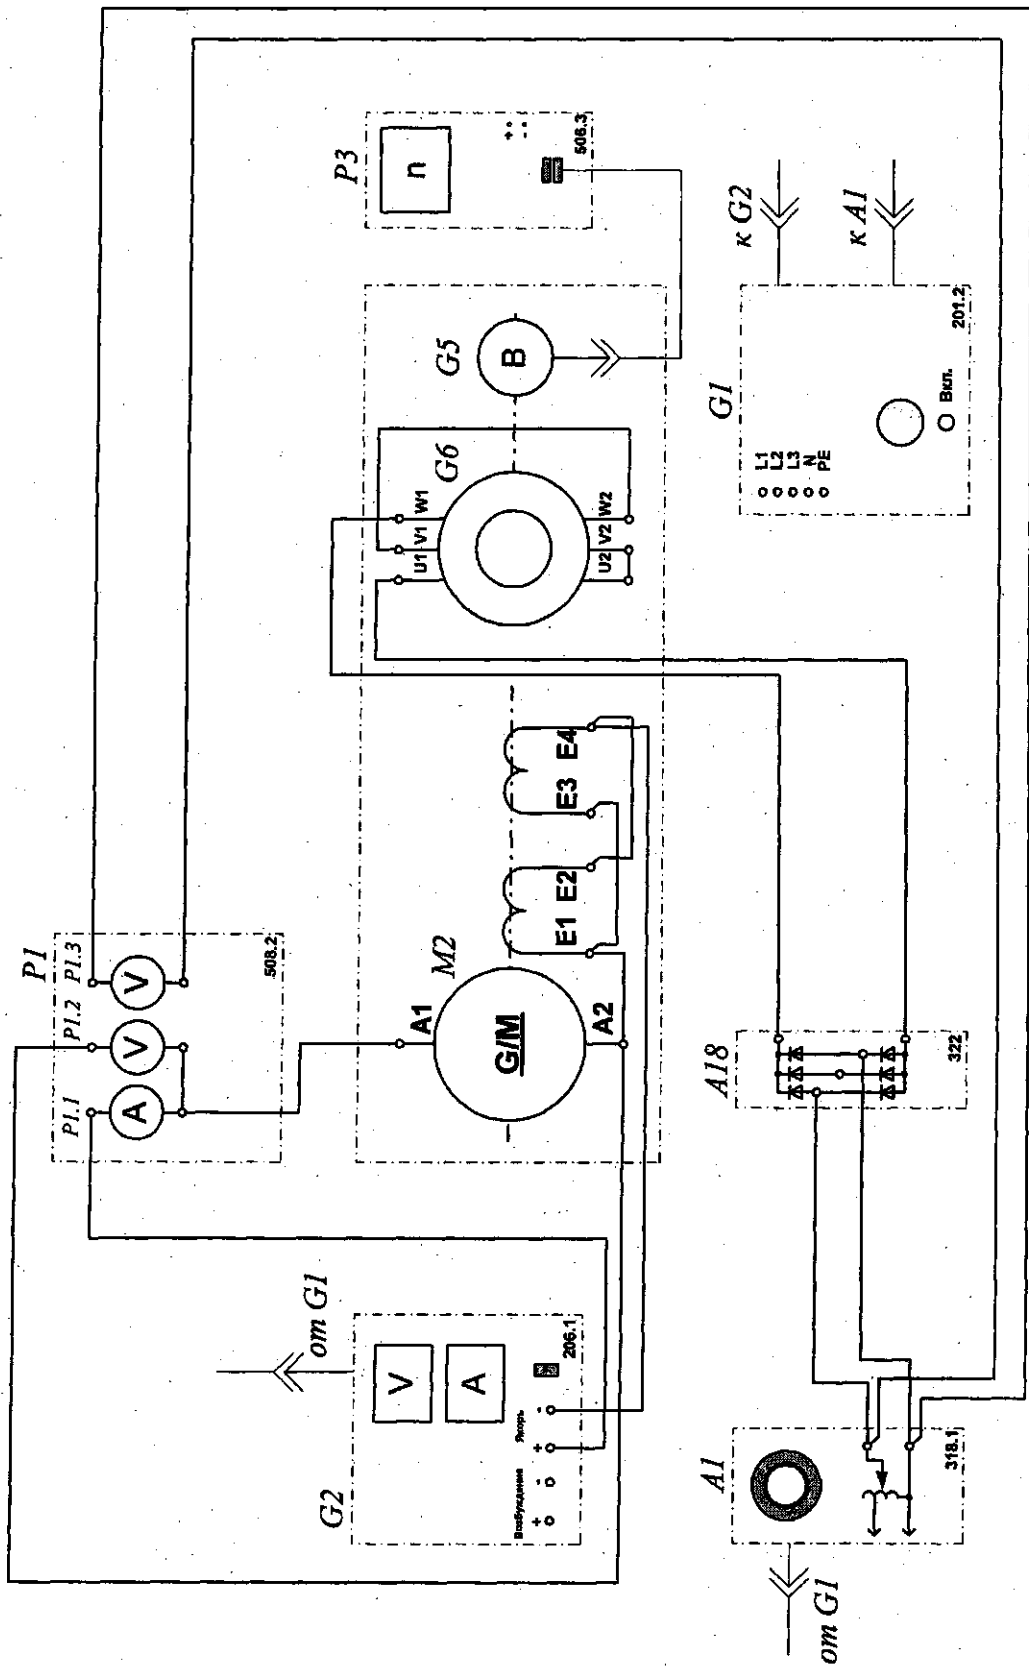 P1
P1.1 P1.2 P1.3
A V V
508.2
P3
n
+
-
506.3
M2
A1
G/M
A2
E1 E2 E3 E4
G6
U1 V1 W1
U2 V2 W2
G5
B
G2
от G1
V
A
Возбуждение
+ -
Якорь
+ -
206.1
A1
от G1
318.1
A18
322
G1
L1
L2
L3
N
PE
Вкл.
201.2
к G2
к A1